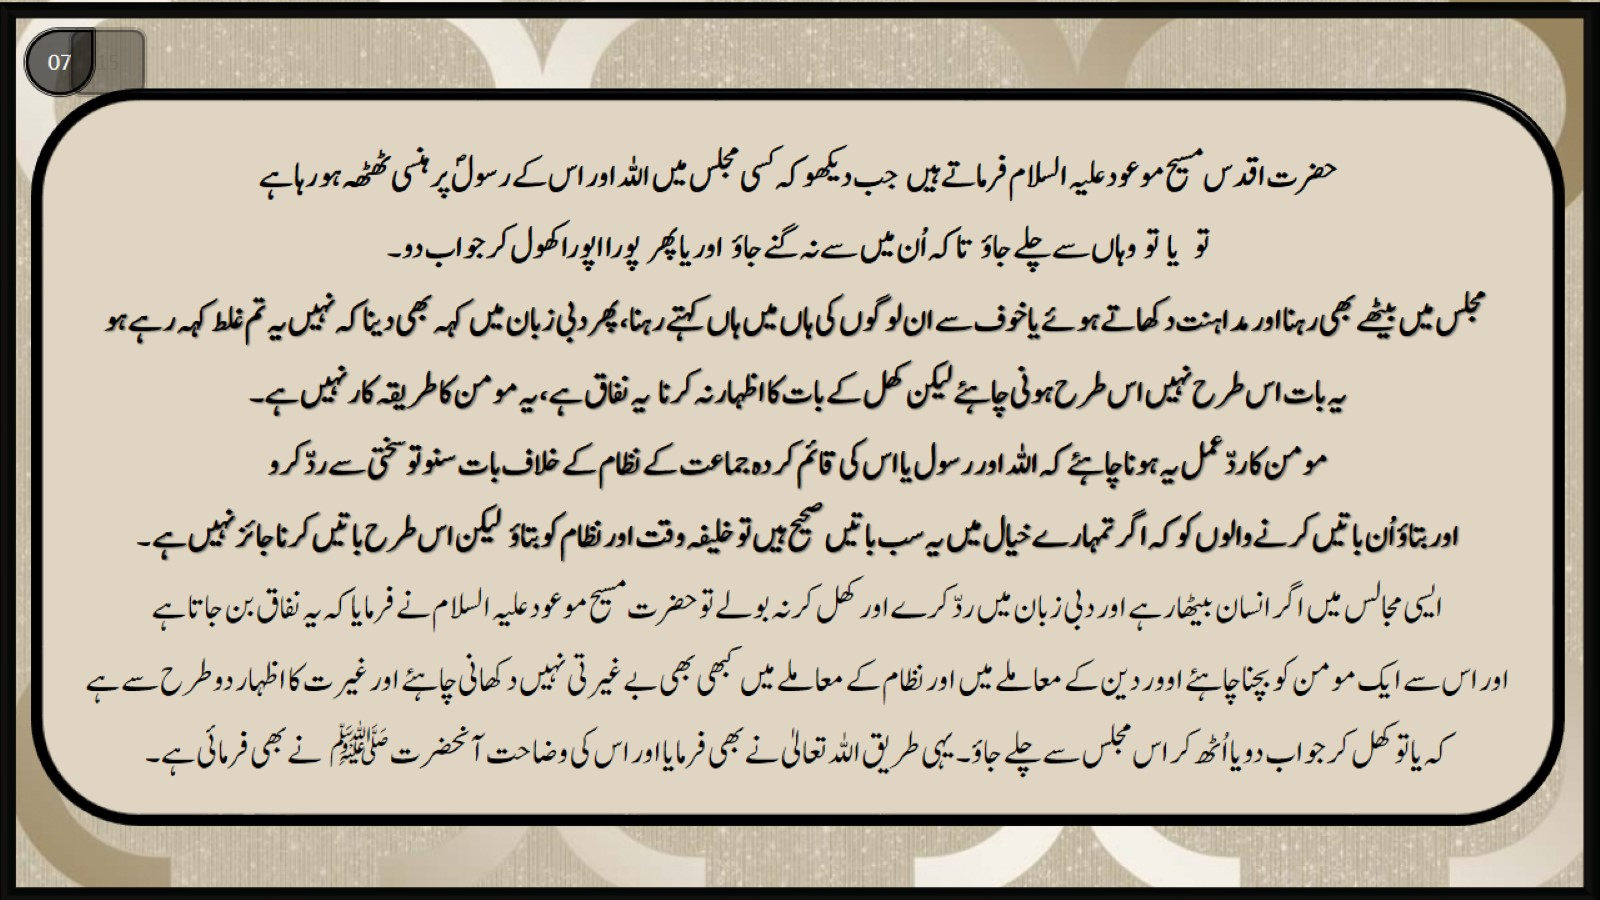 07
15
حضرت اقدس مسیح موعود علیہ السلام فرماتے ہیں جب دیکھو کہ کسی مجلس میں اللہ اور اس کے رسولؐ پر ہنسی ٹھٹھہ ہو رہا ہے
تو یا تو وہاں سے چلے جاؤ تا کہ اُن میں سے نہ گنے جاؤ اور یا پھر پورا اپورا کھول کر جواب دو۔
مجلس میں بیٹھے بھی رہنا اور مداہنت دکھاتے ہوئے یا خوف سے ان لوگوں کی ہاں میں ہاں کہتے رہنا، پھر دبی زبان میں کہہ بھی دینا کہ نہیں یہ تم غلط کہہ رہے ہو
یہ بات اس طرح نہیں اس طرح ہونی چاہئے لیکن کھل کے بات کا اظہار نہ کرنا یہ نفاق ہے، یہ مومن کا طریقہ کار نہیں ہے۔
مومن کا ردّ عمل یہ ہونا چاہئے کہ اللہ اور رسول یا اس کی قائم کردہ جماعت کے نظام کے خلاف بات سنو تو سختی سے ردّ کرو
اور بتاؤ اُن باتیں کرنے والوں کو کہ اگر تمہارے خیال میں یہ سب باتیں صحیح ہیں تو خلیفہ وقت اور نظام کو بتاؤ لیکن اس طرح باتیں کرنا جائز نہیں ہے۔
ایسی مجالس میں اگر انسان بیٹھا رہے اور دبی زبان میں ردّ کرے اور کھل کر نہ بولے تو حضرت مسیح موعود علیہ السلام نے فرمایا کہ یہ نفاق بن جاتا ہے
اور اس سے ایک مومن کو بچنا چاہئے اوور دین کے معاملے میں اور نظام کے معاملے میں کبھی بھی بے غیرتی نہیں دکھانی چاہئے اور غیرت کا اظہار دو طرح سے ہے
کہ یا تو کھل کر جواب دو یا اُٹھ کر اس مجلس سے چلے جاؤ۔ یہی طریق اللہ تعالیٰ نے بھی فرمایا اور اس کی وضاحت آنحضرت ﷺ نے بھی فرمائی ہے۔